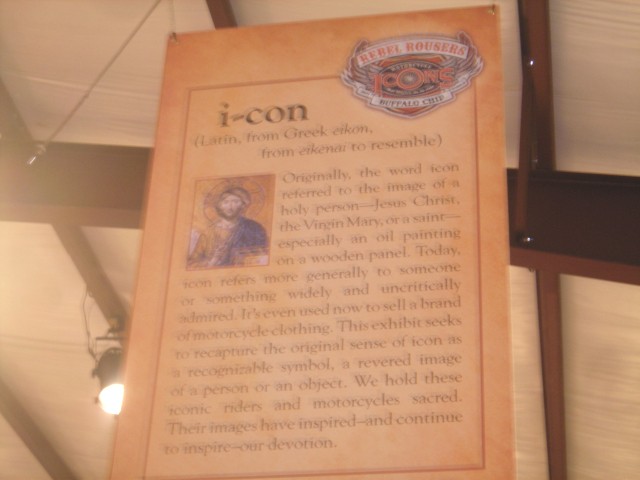 REBEL ROUSERS
ICONS
BUFFALO CHIP
i-con
(Latin, from Greek eikon,
from eikenai to resemble)
Originally, the word icon
referred to the image of a
holy person—Jesus Christ,
the Virgin Mary, or a saint—
especially an oil painting
on a wooden panel. Today,
icon refers more generally to someone
or something widely and uncritically
admired. It's even used now to sell a brand
of motorcycle clothing. This exhibit seeks
to recapture the original sense of icon as
a recognizable symbol, a revered image
of a person or an object. We hold these
iconic riders and motorcycles sacred.
Their images have inspired–and continue
to inspire–our devotion.